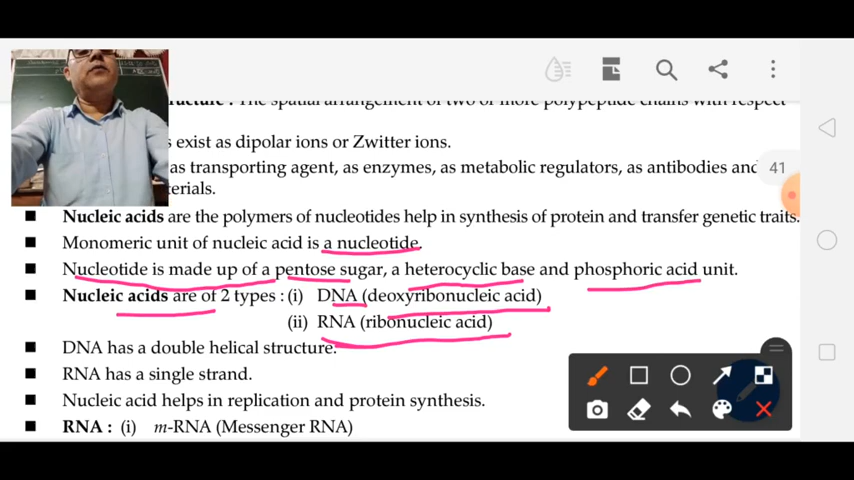 structure : The spatial arrangement of two or more polypeptide chains with respect
s exist as dipolar ions or Zwitter ions.
as transporting agent, as enzymes, as metabolic regulators, as antibodies and
41
terials.
■ Nucleic acids are the polymers of nucleotides help in synthesis of protein and transfer genetic traits.
■ Monomeric unit of nucleic acid is a nucleotide.
■ Nucleotide is made up of a pentose sugar, a heterocyclic base and phosphoric acid unit.
■ Nucleic acids are of 2 types : (i) DNA (deoxyribonucleic acid)
(ii) RNA (ribonucleic acid)
■ DNA has a double helical structure.
■ RNA has a single strand.
■ Nucleic acid helps in replication and protein synthesis.
■ RNA : (i) m-RNA (Messenger RNA)